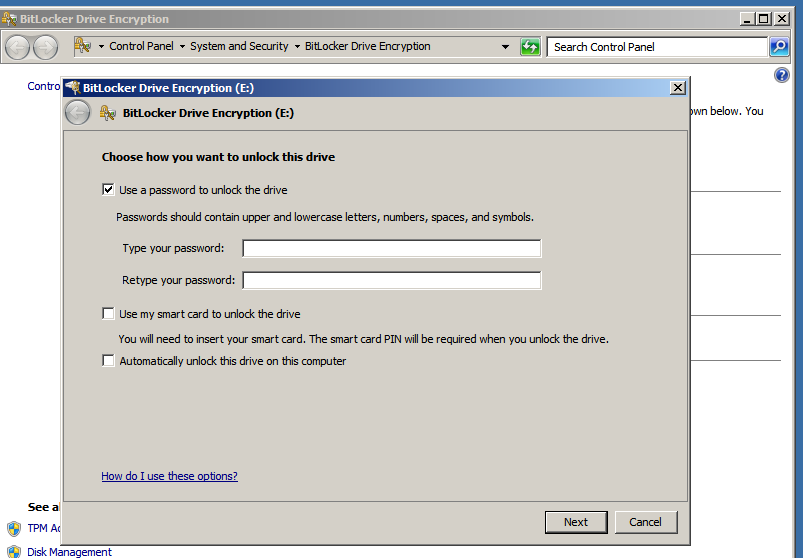 BitLocker Drive Encryption
Control Panel System and Security BitLocker Drive Encryption Search Control Panel
BitLocker Drive Encryption (E:)
BitLocker Drive Encryption (E:)
below. You
Choose how you want to unlock this drive
Use a password to unlock the drive
Passwords should contain upper and lowercase letters, numbers, spaces, and symbols.
Type your password:
Retype your password:
Use my smart card to unlock the drive
You will need to insert your smart card. The smart card PIN will be required when you unlock the drive.
Automatically unlock this drive on this computer
How do I use these options?
Next Cancel
See
TPM
Disk Management